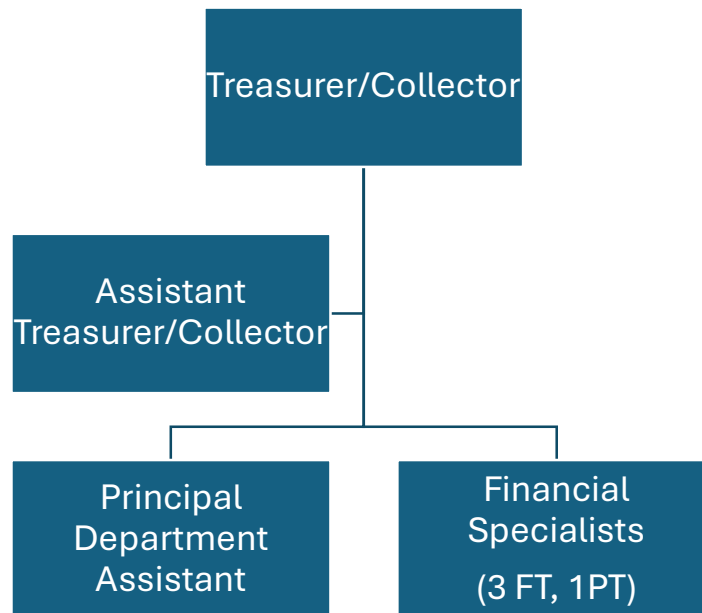 Treasurer/Collector
Assistant
Treasurer/Collector
Principal
Department
Assistant
Financial
Specialists
(3 FT, 1PT)